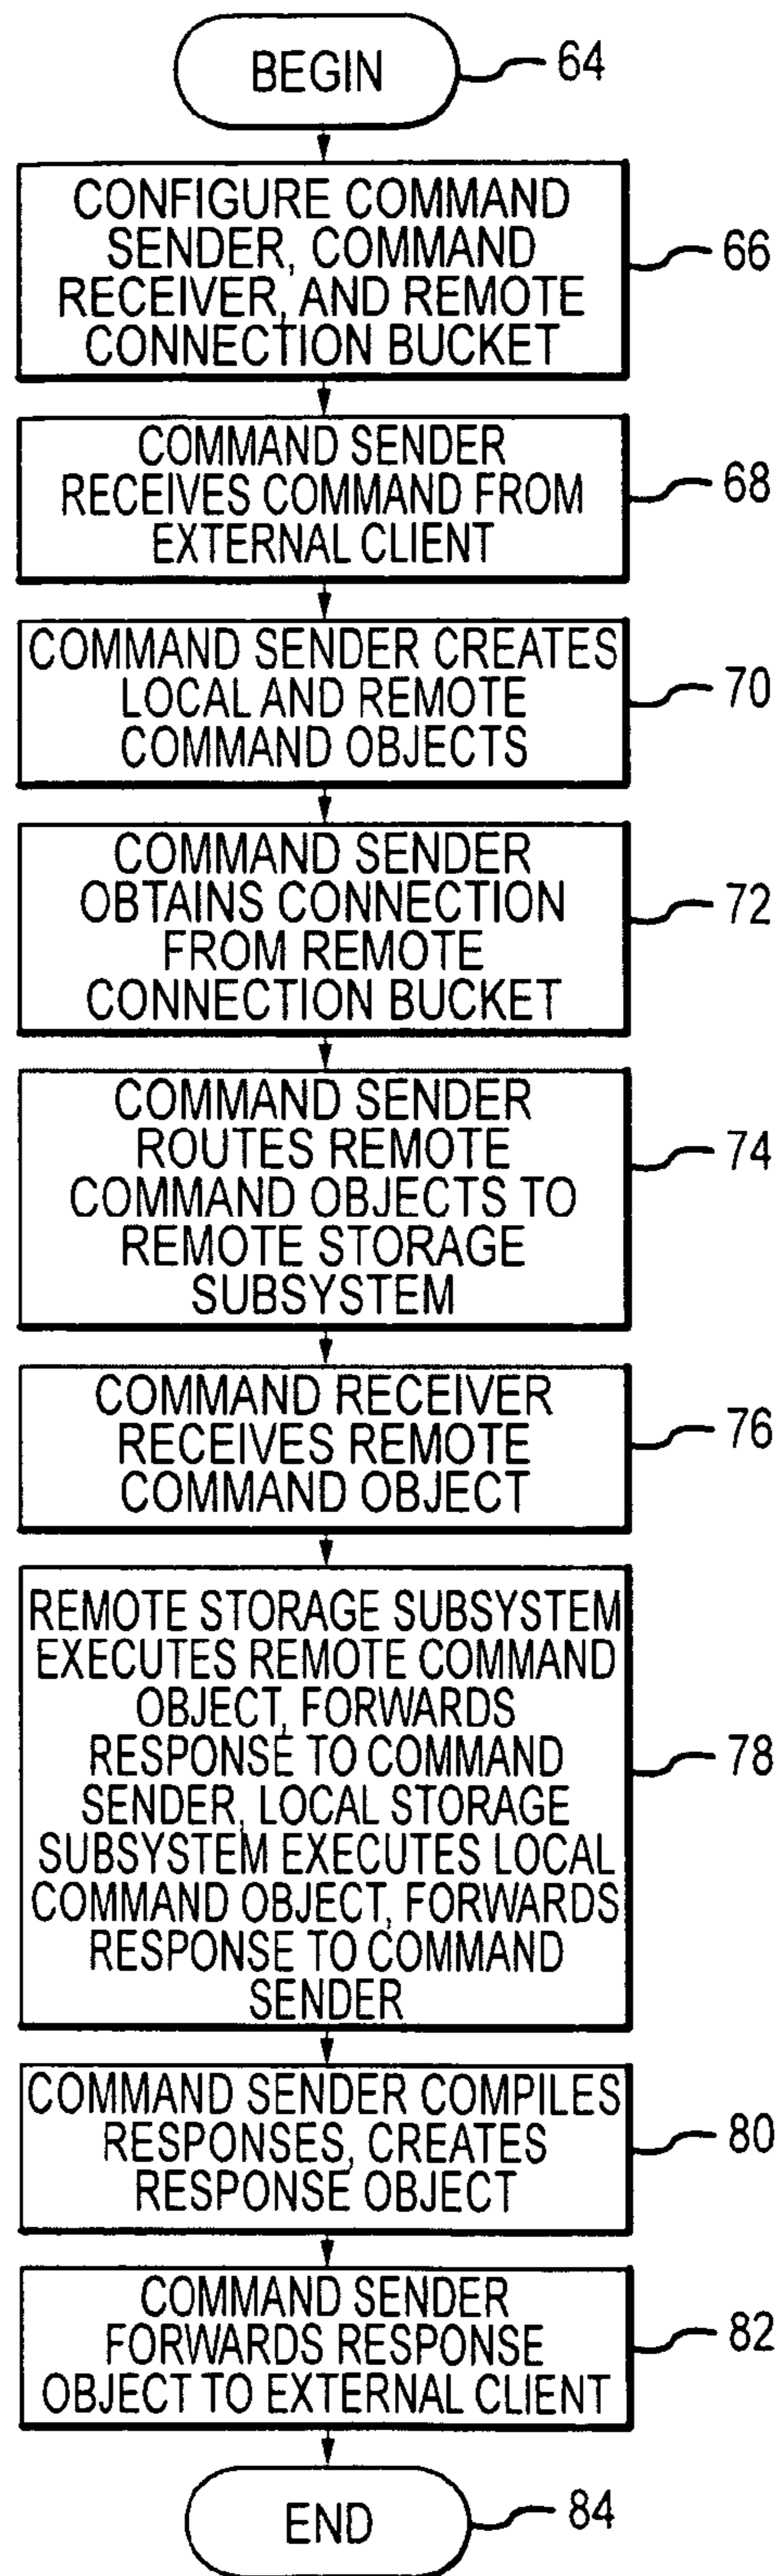 BEGIN
64
CONFIGURE COMMAND
SENDER, COMMAND
RECEIVER, AND REMOTE
CONNECTION BUCKET
66
COMMAND SENDER
RECEIVES COMMAND FROM
EXTERNAL CLIENT
68
COMMAND SENDER CREATES
LOCAL AND REMOTE
COMMAND OBJECTS
70
COMMAND SENDER
OBTAINS CONNECTION
FROM REMOTE
CONNECTION BUCKET
72
COMMAND SENDER
ROUTES REMOTE
COMMAND OBJECTS TO
REMOTE STORAGE
SUBSYSTEM
74
COMMAND RECEIVER
RECEIVES REMOTE
COMMAND OBJECT
76
REMOTE STORAGE SUBSYSTEM
EXECUTES REMOTE COMMAND
OBJECT, FORWARDS
RESPONSE TO COMMAND
SENDER, LOCAL STORAGE
SUBSYSTEM EXECUTES LOCAL
COMMAND OBJECT, FORWARDS
RESPONSE TO COMMAND
SENDER
78
COMMAND SENDER COMPILES
RESPONSES, CREATES
RESPONSE OBJECT
80
COMMAND SENDER
FORWARDS RESPONSE
OBJECT TO EXTERNAL CLIENT
82
END
84